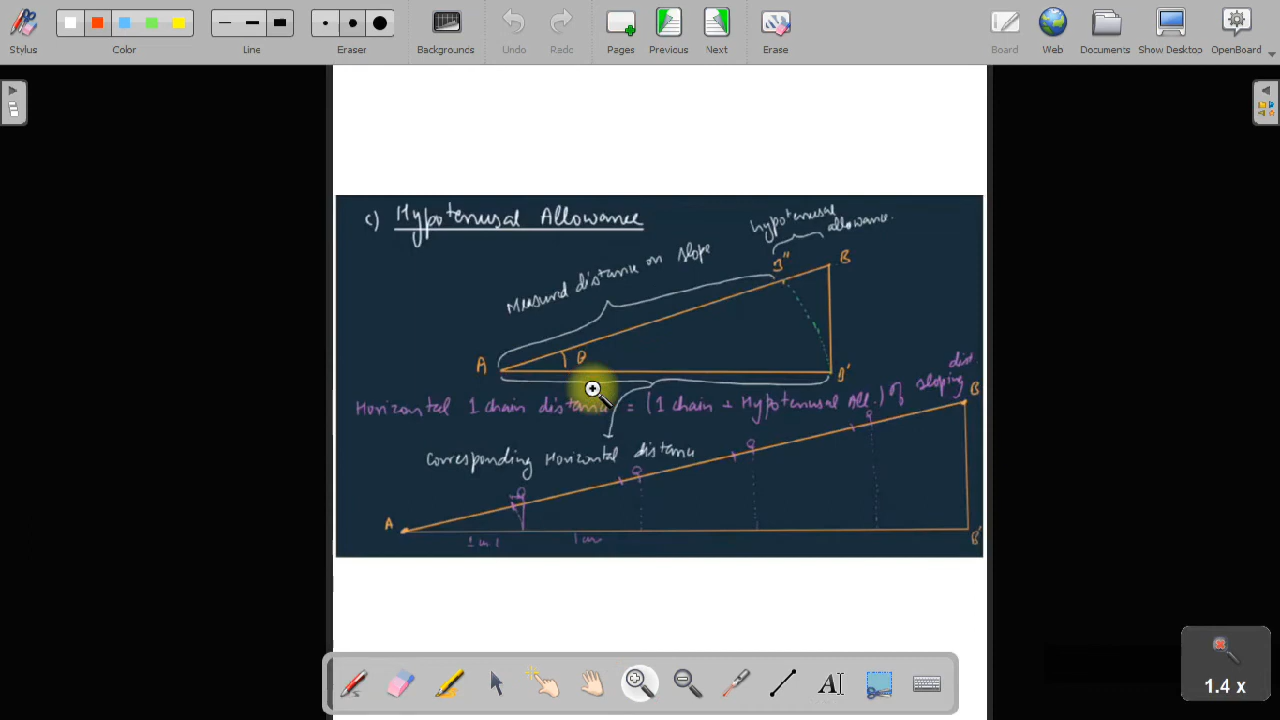 Stylus
Color
Line
Eraser
Backgrounds
Undo
Redo
Pages
Previous
Next
Erase
Board
Web
Documents
Show Desktop
OpenBoard
c) Hypotenusal Allowance
hypotenusal
allowance.
Measured distance on slope
B"
B
A
θ
B'
Horizontal 1 chain distance = (1 chain + Hypotenusal All.) of sloping dist.
Corresponding Horizontal distance
B
A
B'
1.4 x